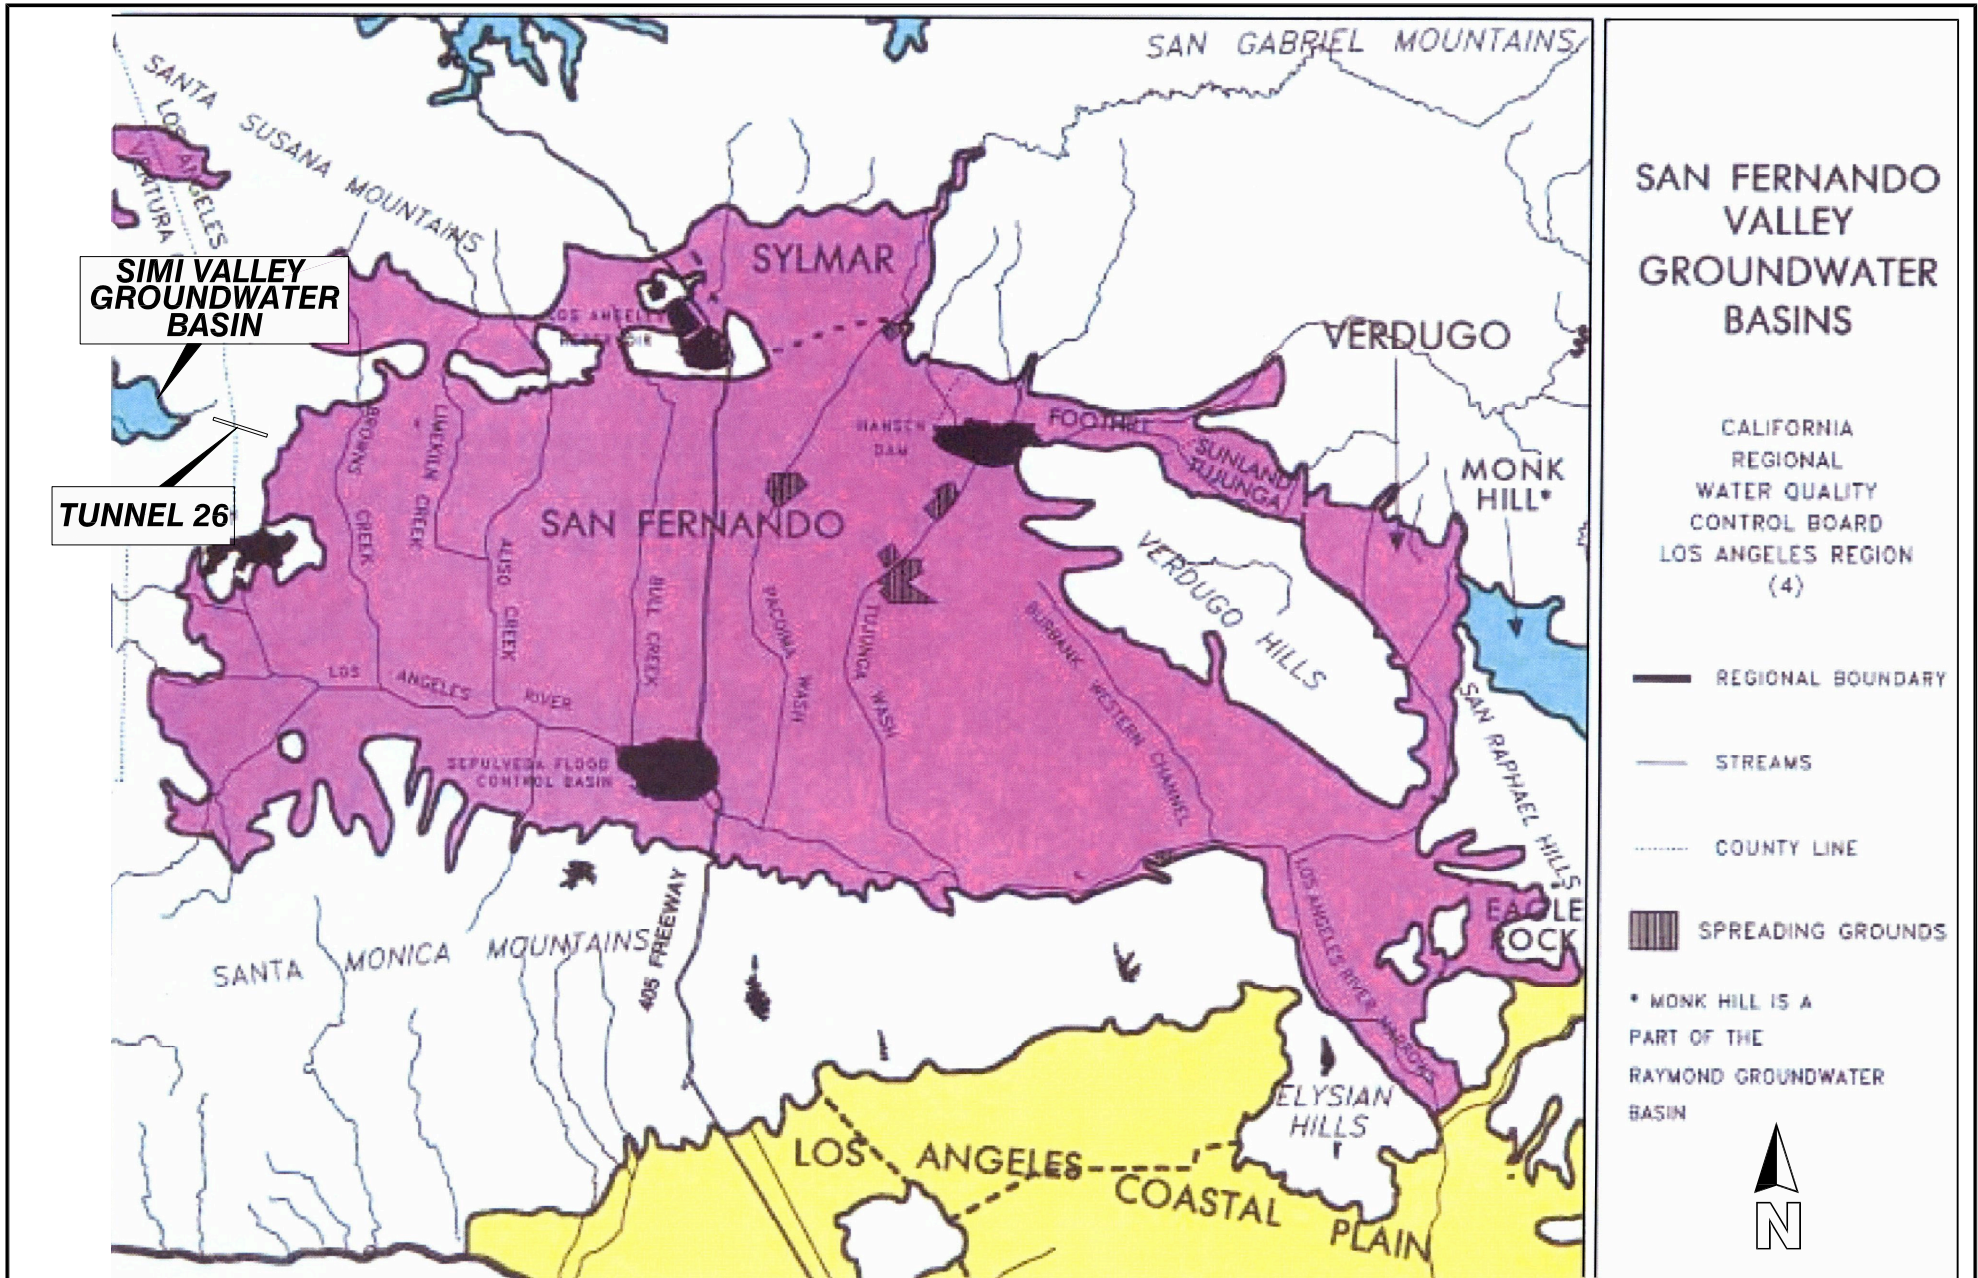 SAN GABRIEL MOUNTAINS
SANTA SUSANA MOUNTAINS
LOS ANGELES
VENTURA
SIMI VALLEY
GROUNDWATER
BASIN
TUNNEL 26
SYLMAR
LOS ANGELES
RESERVOIR
VERDUGO
MONK
HILL*
HANSEN
DAM
FOOTHILL
SUNLAND
TUJUNGA
BROWNS CREEK
LIMEKILN CREEK
ALISO CREEK
BULL CREEK
SAN FERNANDO
PACOIMA WASH
TUJUNGA WASH
BURBANK WESTERN CHANNEL
VERDUGO HILLS
LOS ANGELES RIVER
SEPULVEDA FLOOD
CONTROL BASIN
SAN RAPHAEL HILLS
EAGLE
ROCK
LOS ANGELES RIVER NARROWS
SANTA MONICA MOUNTAINS
405 FREEWAY
ELYSIAN
HILLS
LOS ANGELES
COASTAL
PLAIN
SAN FERNANDO
VALLEY
GROUNDWATER
BASINS
CALIFORNIA
REGIONAL
WATER QUALITY
CONTROL BOARD
LOS ANGELES REGION
(4)
REGIONAL BOUNDARY
STREAMS
COUNTY LINE
SPREADING GROUNDS
* MONK HILL IS A
PART OF THE
RAYMOND GROUNDWATER
BASIN
N